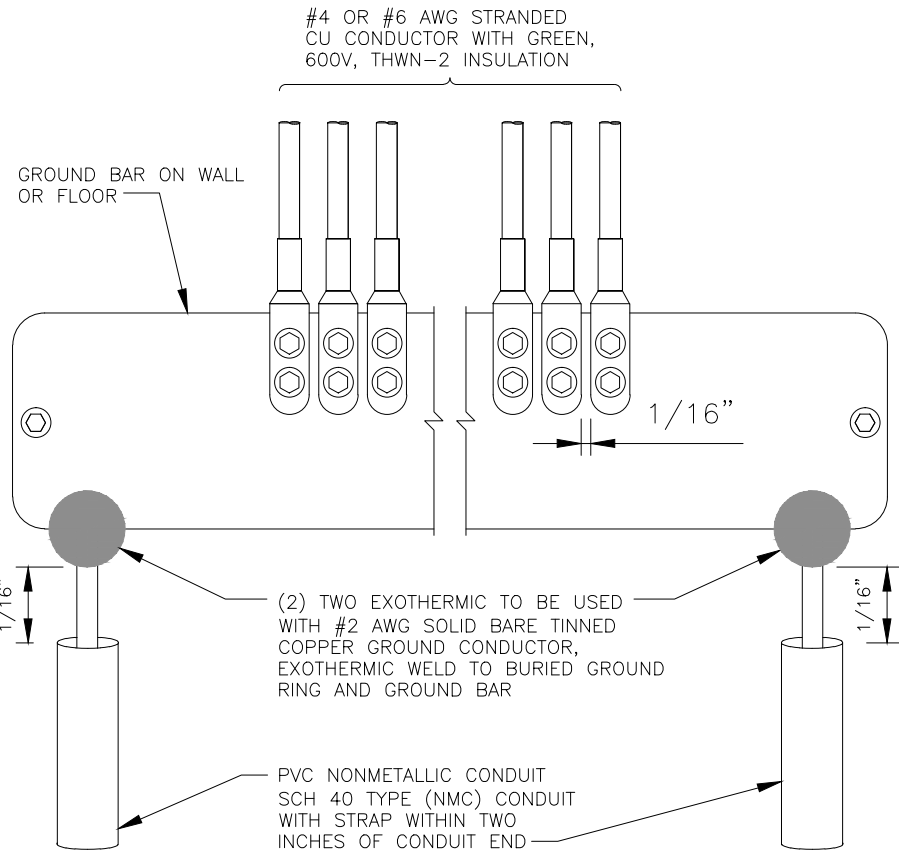 #4 OR #6 AWG STRANDED
CU CONDUCTOR WITH GREEN,
600V, THWN-2 INSULATION
GROUND BAR ON WALL
OR FLOOR
1/16"
1/16"
1/16"
(2) TWO EXOTHERMIC TO BE USED
WITH #2 AWG SOLID BARE TINNED
COPPER GROUND CONDUCTOR,
EXOTHERMIC WELD TO BURIED GROUND
RING AND GROUND BAR
PVC NONMETALLIC CONDUIT
SCH 40 TYPE (NMC) CONDUIT
WITH STRAP WITHIN TWO
INCHES OF CONDUIT END